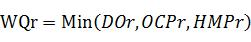 WQr = Min(DOr, OCPr, HMPr)